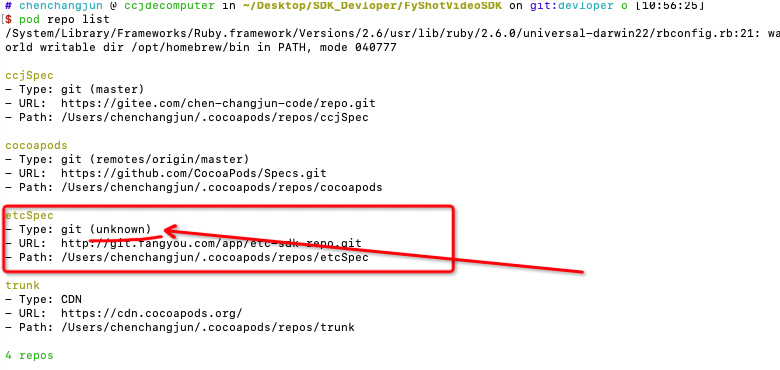 # chenchangjun @ ccjdecomputer in ~/Desktop/SDK_Devloper/FyShotVideoSDK on git:devloper o [10:56:25]
$ pod repo list
/System/Library/Frameworks/Ruby.framework/Versions/2.6/usr/lib/ruby/2.6.0/universal-darwin22/rbconfig.rb:21: wa
orld writable dir /opt/homebrew/bin in PATH, mode 040777
ccjSpec
- Type: git (master)
- URL:  https://gitee.com/chen-changjun-code/repo.git
- Path: /Users/chenchangjun/.cocoapods/repos/ccjSpec
cocoapods
- Type: git (remotes/origin/master)
- URL:  https://github.com/CocoaPods/Specs.git
- Path: /Users/chenchangjun/.cocoapods/repos/cocoapods
etcSpec
- Type: git (unknown)
- URL:  http://git.fangyou.com/app/etc-sdk-repo.git
- Path: /Users/chenchangjun/.cocoapods/repos/etcSpec
trunk
- Type: CDN
- URL:  https://cdn.cocoapods.org/
- Path: /Users/chenchangjun/.cocoapods/repos/trunk
4 repos